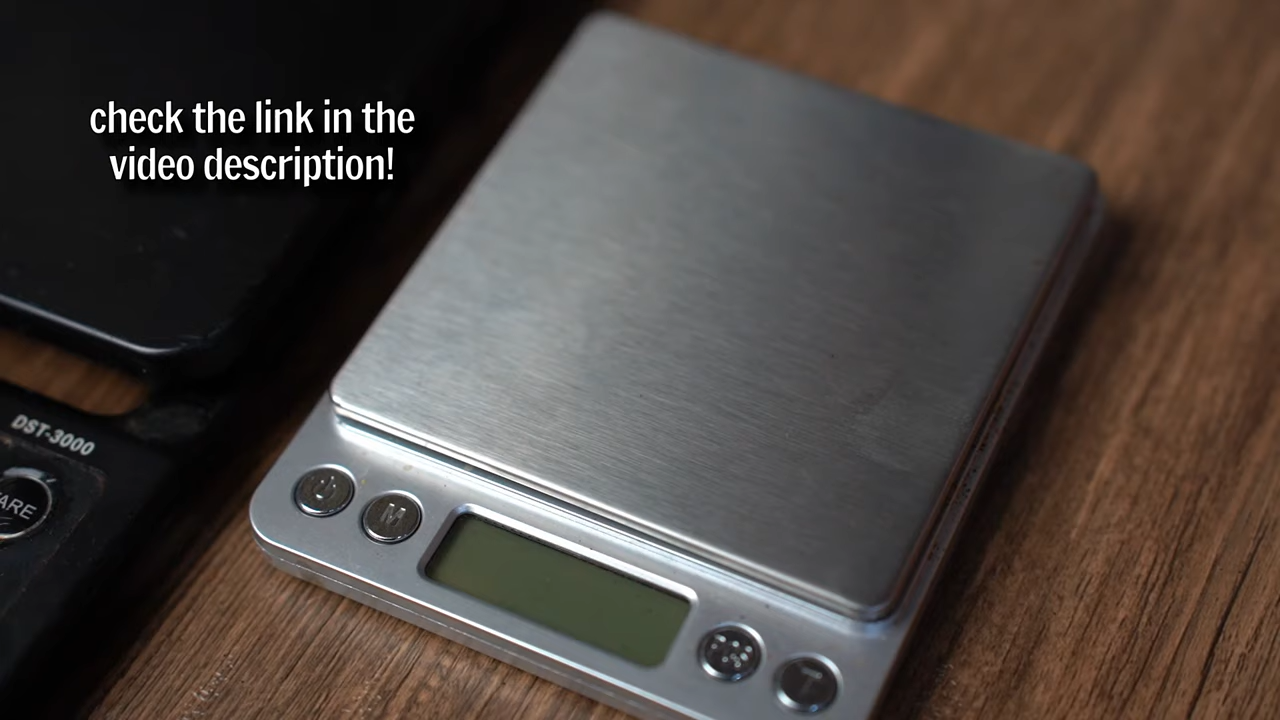 check the link in the
video description!
DST-3000
ARE
M
T